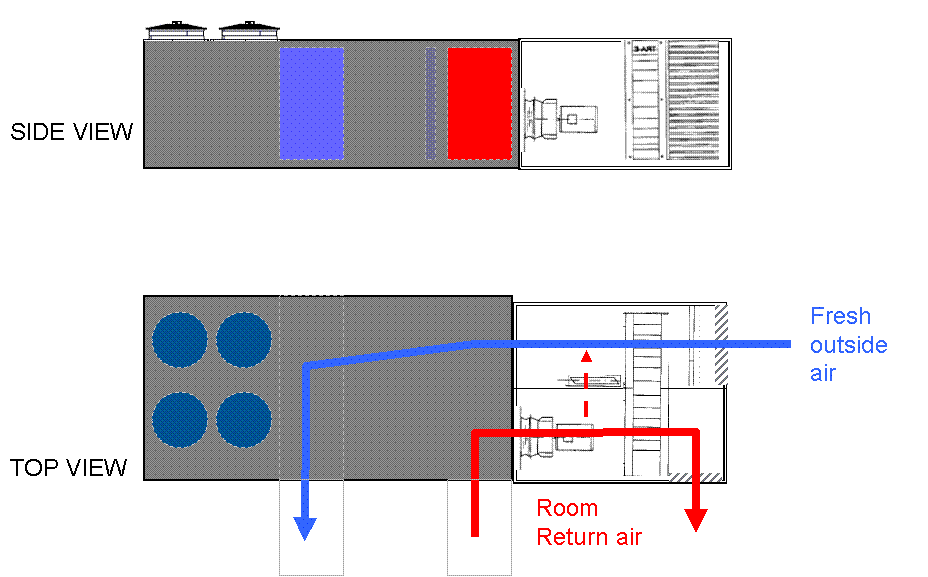 SIDE VIEW
Fresh
outside
air
TOP VIEW
Room
Return air